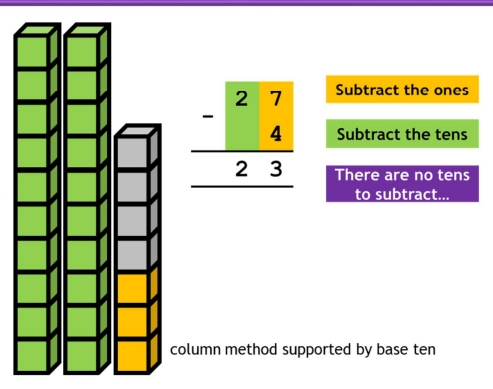 2 7
- 4
2 3
Subtract the ones
Subtract the tens
There are no tens
to subtract...
column method supported by base ten